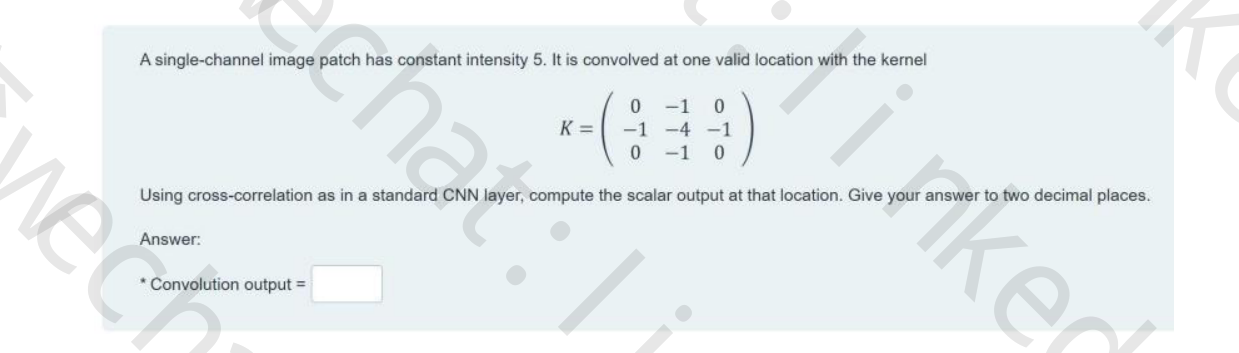 A single-channel image patch has constant intensity 5. It is convolved at one valid location with the kernel
K = ( 0 −1 0
−1 −4 −1
0 −1 0 )
Using cross-correlation as in a standard CNN layer, compute the scalar output at that location. Give your answer to two decimal places.
Answer:
* Convolution output =